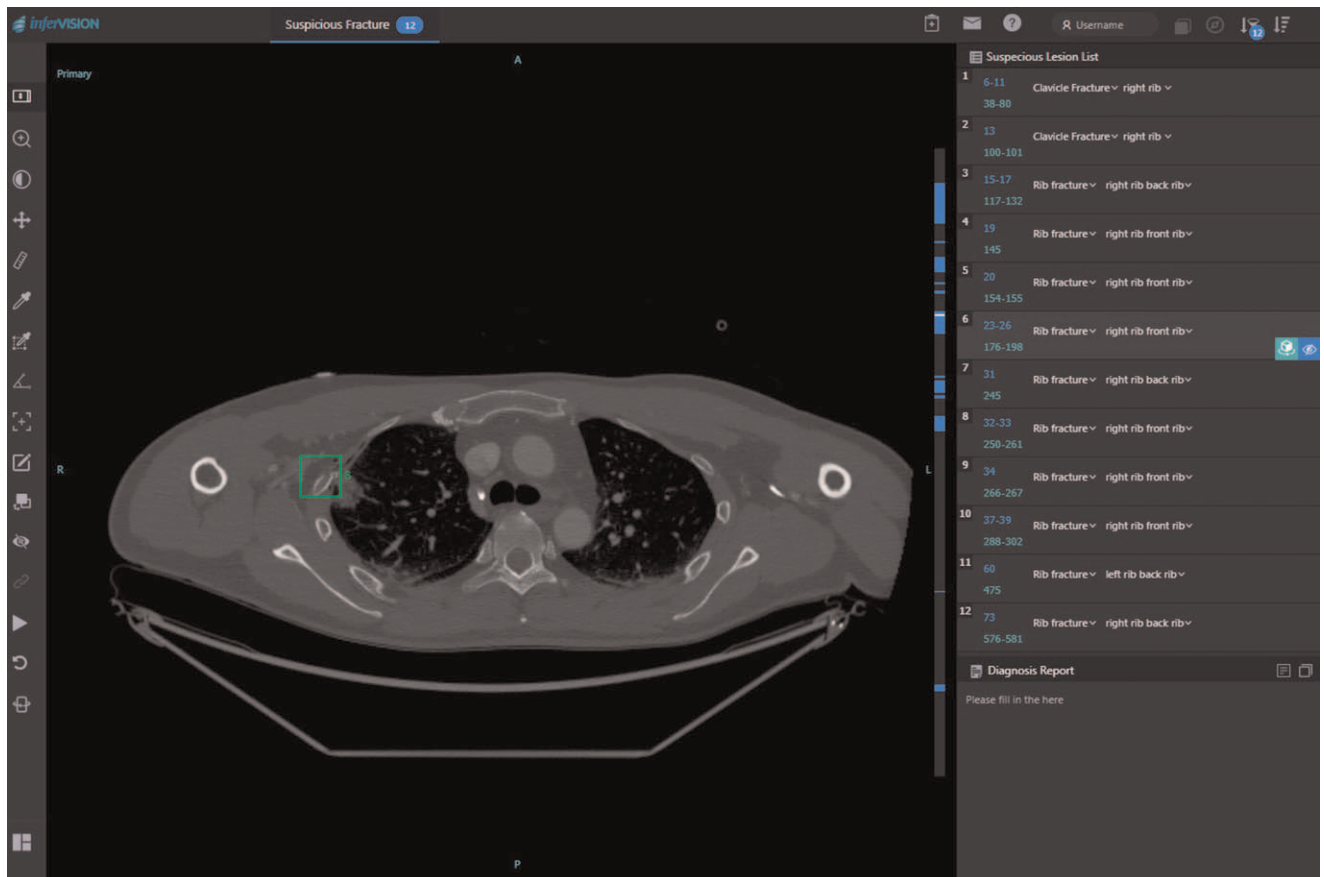 inferVISION
Suspicious Fracture 12
Username
12
Primary
A
R
L
6
P
Suspecious Lesion List
1 6-11 Clavicle Fracture right rib
38-80
2 13 Clavicle Fracture right rib
100-101
3 15-17 Rib fracture right rib back rib
117-132
4 19 Rib fracture right rib front rib
145
5 20 Rib fracture right rib front rib
154-155
6 23-26 Rib fracture right rib front rib
176-198
7 31 Rib fracture right rib back rib
245
8 32-33 Rib fracture right rib front rib
250-261
9 34 Rib fracture right rib front rib
266-267
10 37-39 Rib fracture right rib front rib
288-302
11 60 Rib fracture left rib back rib
475
12 73 Rib fracture right rib back rib
576-581
Diagnosis Report
Please fill in the here